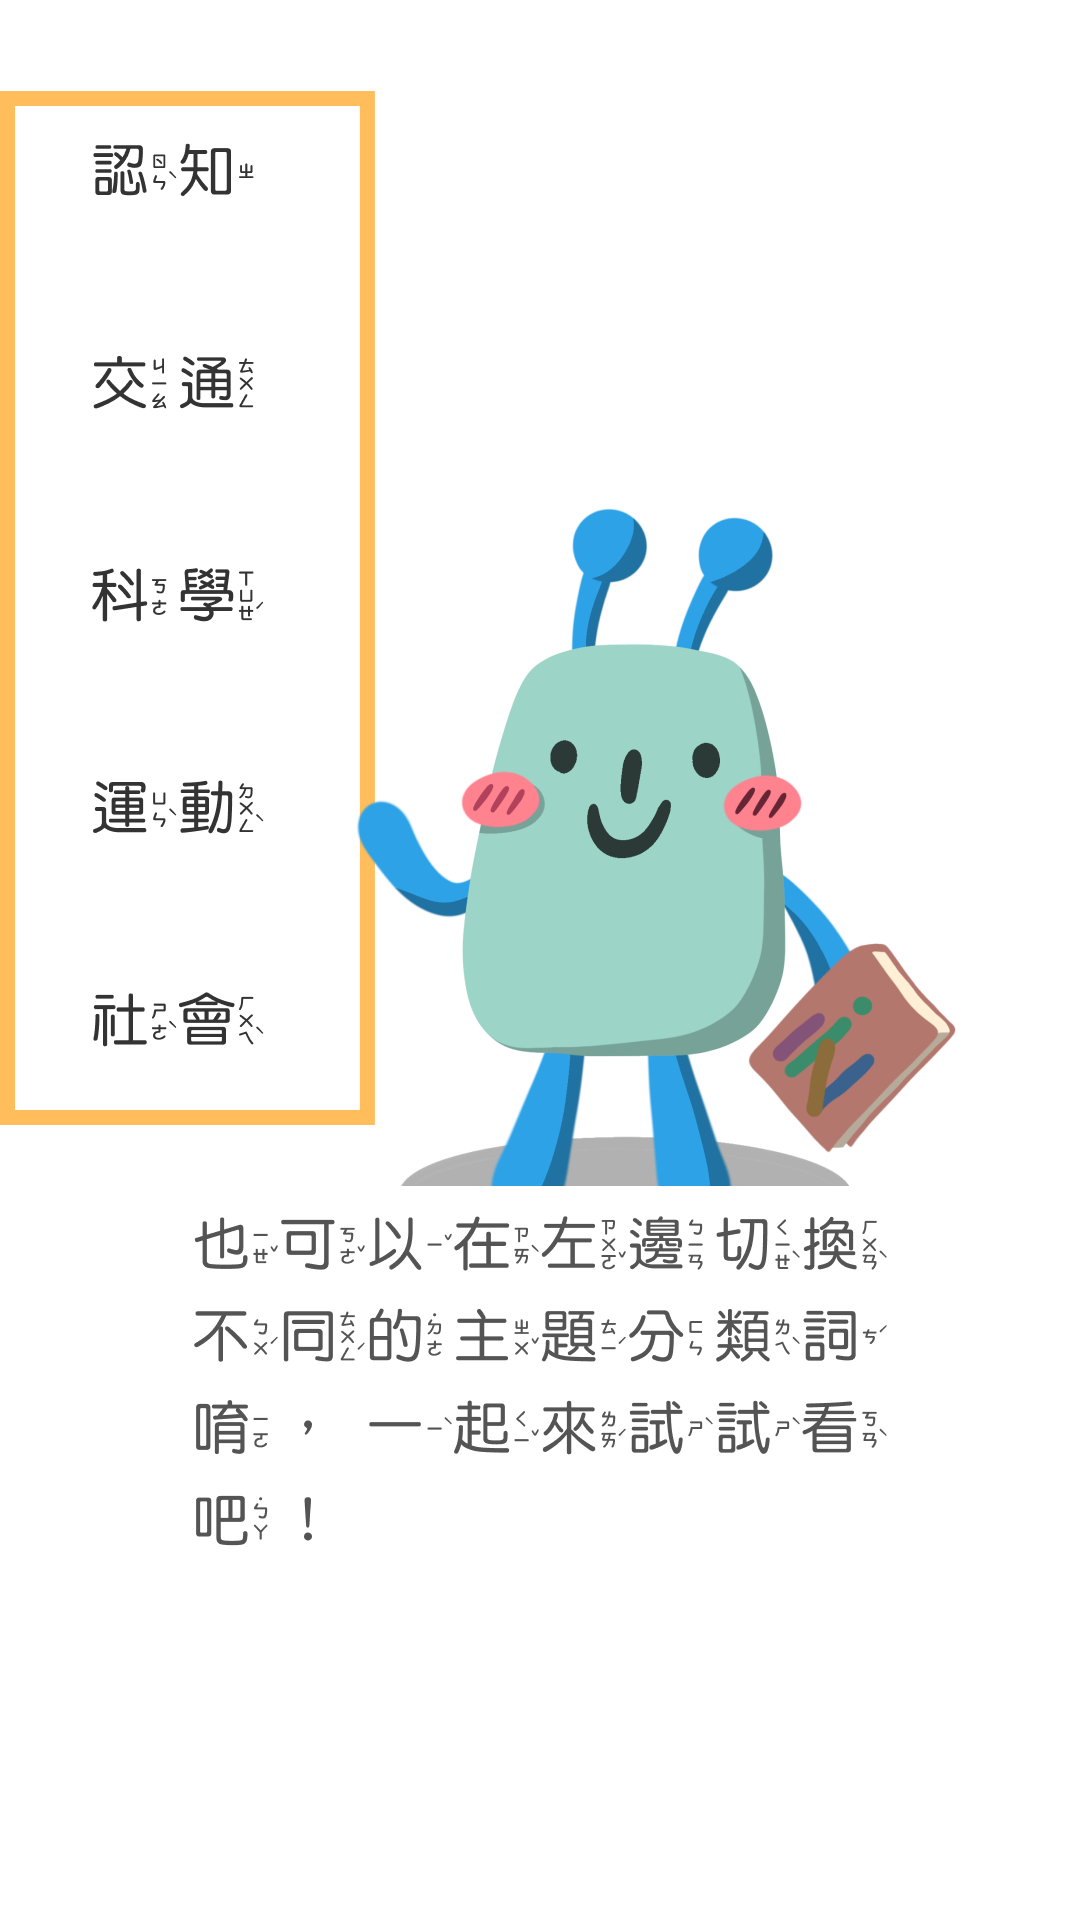 認知
交通
科學
運動
社會
也可以在左邊切換
不同的主題分類詞
唷，一起來試試看
吧！